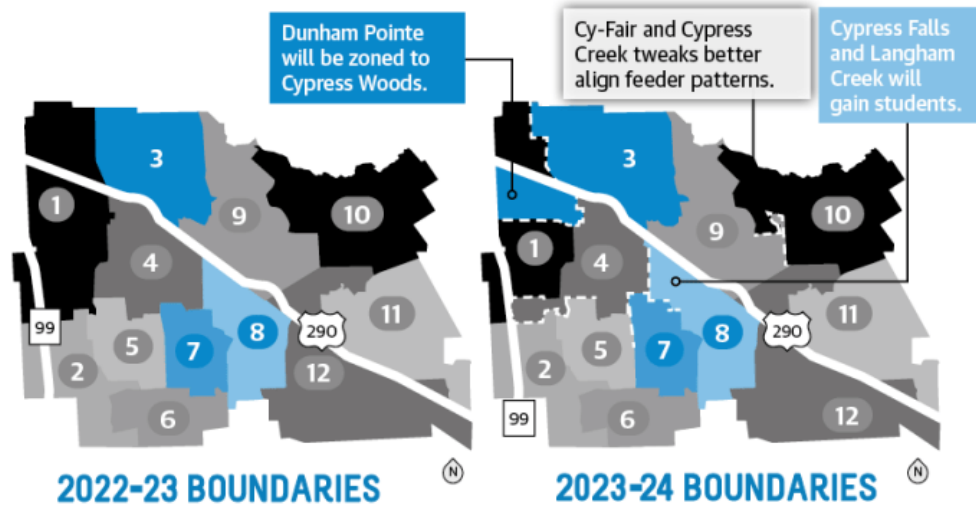 Dunham Pointe
will be zoned to
Cypress Woods.
Cy-Fair and Cypress
Creek tweaks better
align feeder patterns.
Cypress Falls
and Langham
Creek will
gain students.
1
3
9
10
4
99
2
5
7
8
290
11
12
6
N
2022-23 BOUNDARIES
3
9
10
1
4
2
5
7
8
290
11
99
6
12
N
2023-24 BOUNDARIES